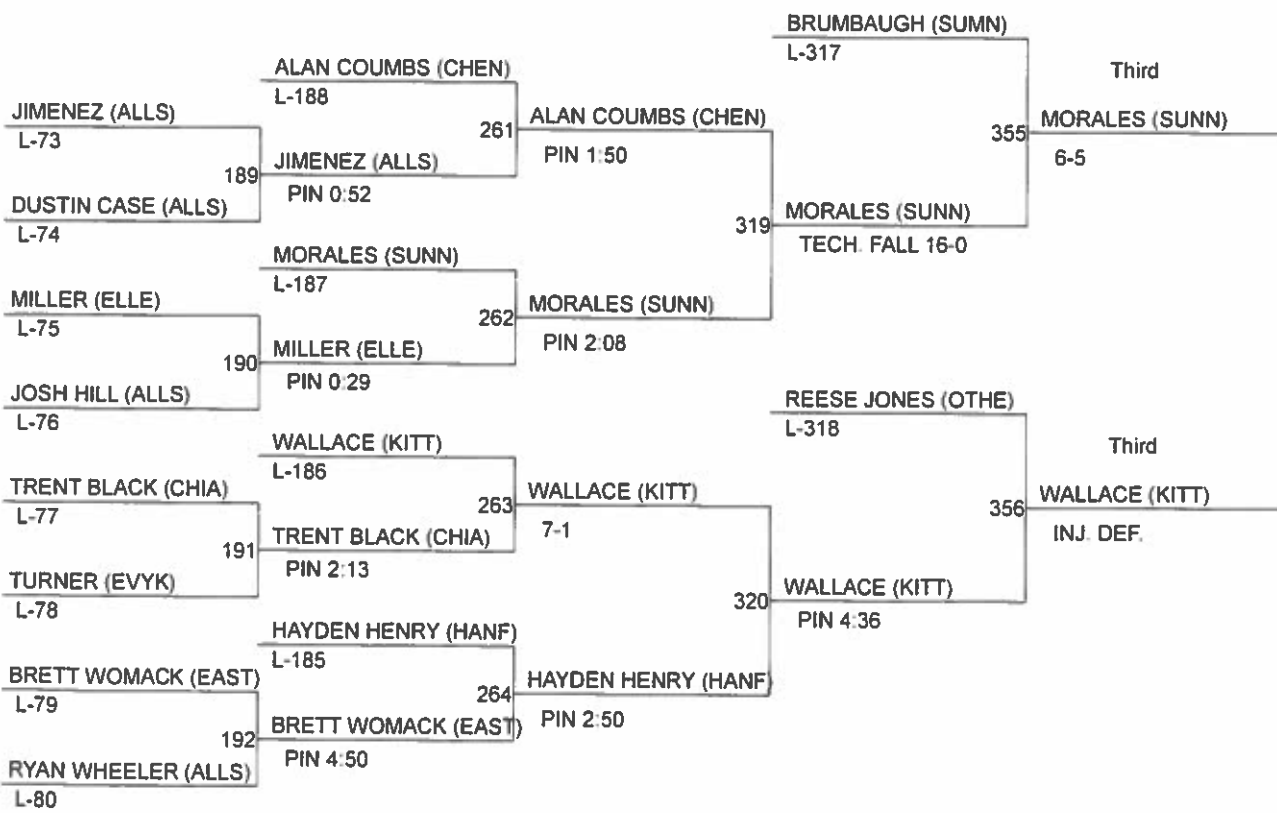 BRUMBAUGH (SUMN)
L-317
Third
ALAN COUMBS (CHEN)
L-188
JIMENEZ (ALLS)
L-73
261
ALAN COUMBS (CHEN)
PIN 1:50
355
MORALES (SUNN)
6-5
189
JIMENEZ (ALLS)
PIN 0:52
DUSTIN CASE (ALLS)
L-74
319
MORALES (SUNN)
TECH. FALL 16-0
MORALES (SUNN)
L-187
MILLER (ELLE)
L-75
262
MORALES (SUNN)
PIN 2:08
190
MILLER (ELLE)
PIN 0:29
JOSH HILL (ALLS)
L-76
REESE JONES (OTHE)
L-318
Third
WALLACE (KITT)
L-186
TRENT BLACK (CHIA)
L-77
263
WALLACE (KITT)
7-1
356
WALLACE (KITT)
INJ. DEF.
191
TRENT BLACK (CHIA)
PIN 2:13
TURNER (EVYK)
L-78
320
WALLACE (KITT)
PIN 4:36
HAYDEN HENRY (HANF)
L-185
BRETT WOMACK (EAST)
L-79
264
HAYDEN HENRY (HANF)
PIN 2:50
192
BRETT WOMACK (EAST)
PIN 4:50
RYAN WHEELER (ALLS)
L-80